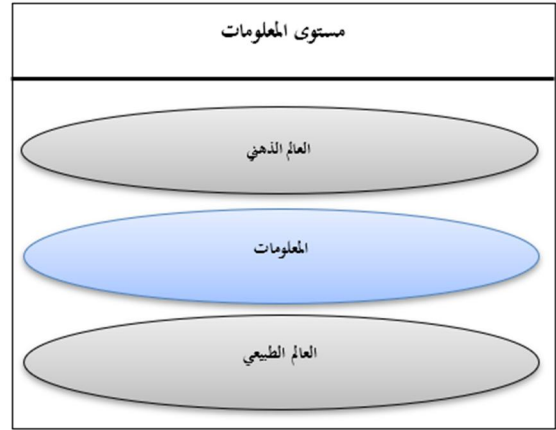 مستوى المعلومات
العالم الذهني
المعلومات
العالم الطبيعي